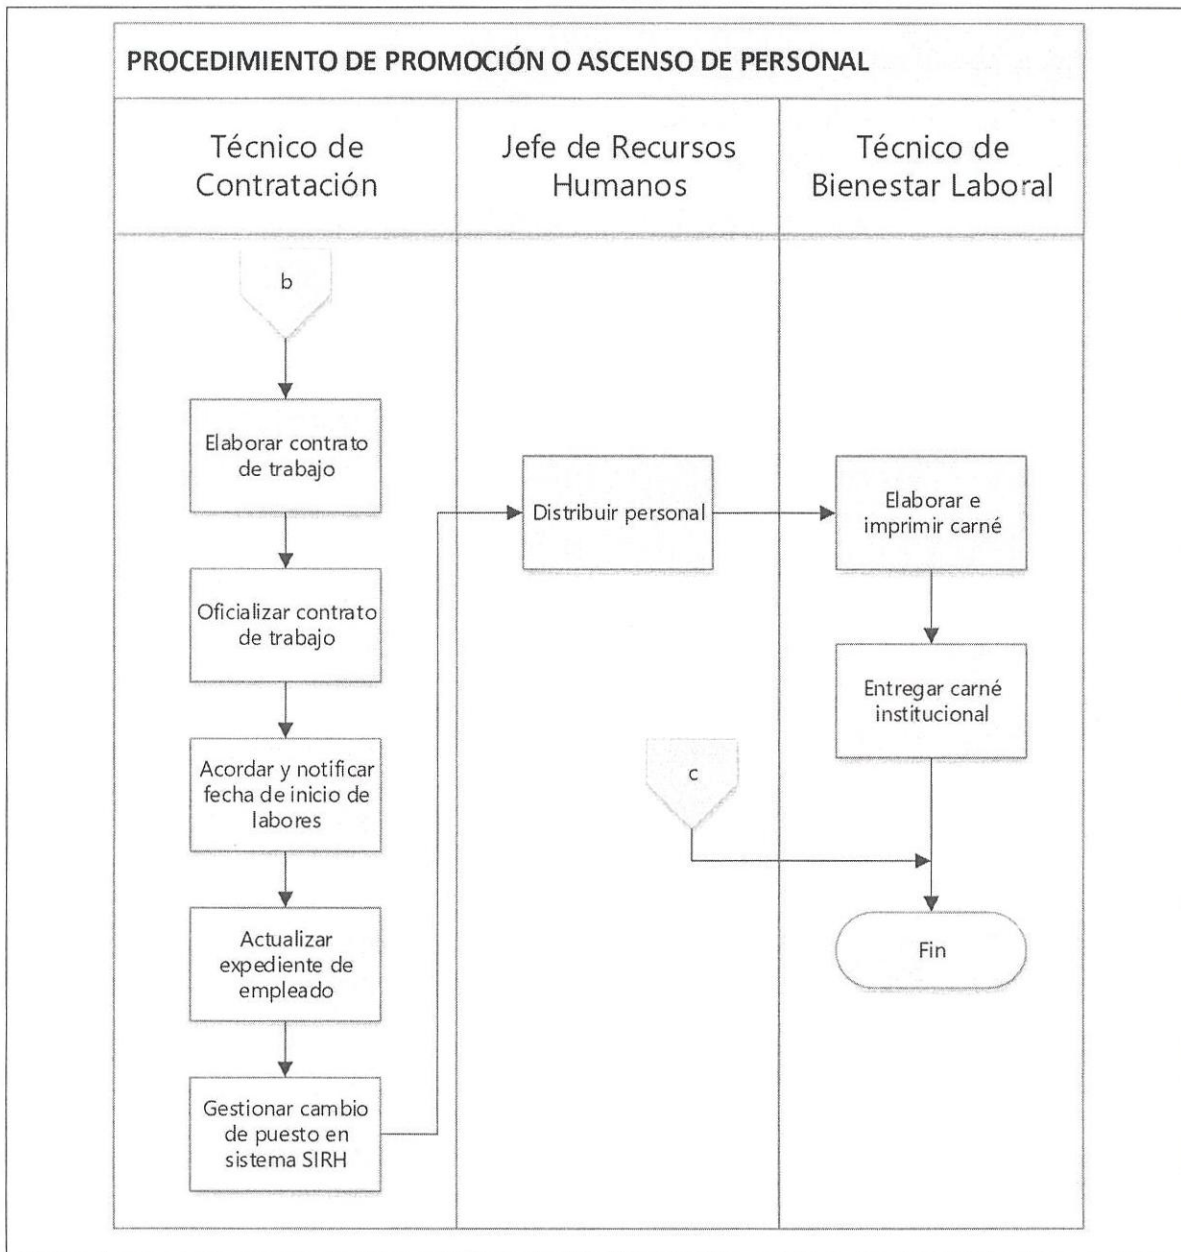 PROCEDIMIENTO DE PROMOCIÓN O ASCENSO DE PERSONAL
Técnico de
Contratación
Jefe de Recursos
Humanos
Técnico de
Bienestar Laboral
b
Elaborar contrato
de trabajo
Oficializar contrato
de trabajo
Acordar y notificar
fecha de inicio de
labores
Actualizar
expediente de
empleado
Gestionar cambio
de puesto en
sistema SIRH
Distribuir personal
Elaborar e
imprimir carné
Entregar carné
institucional
c
Fin